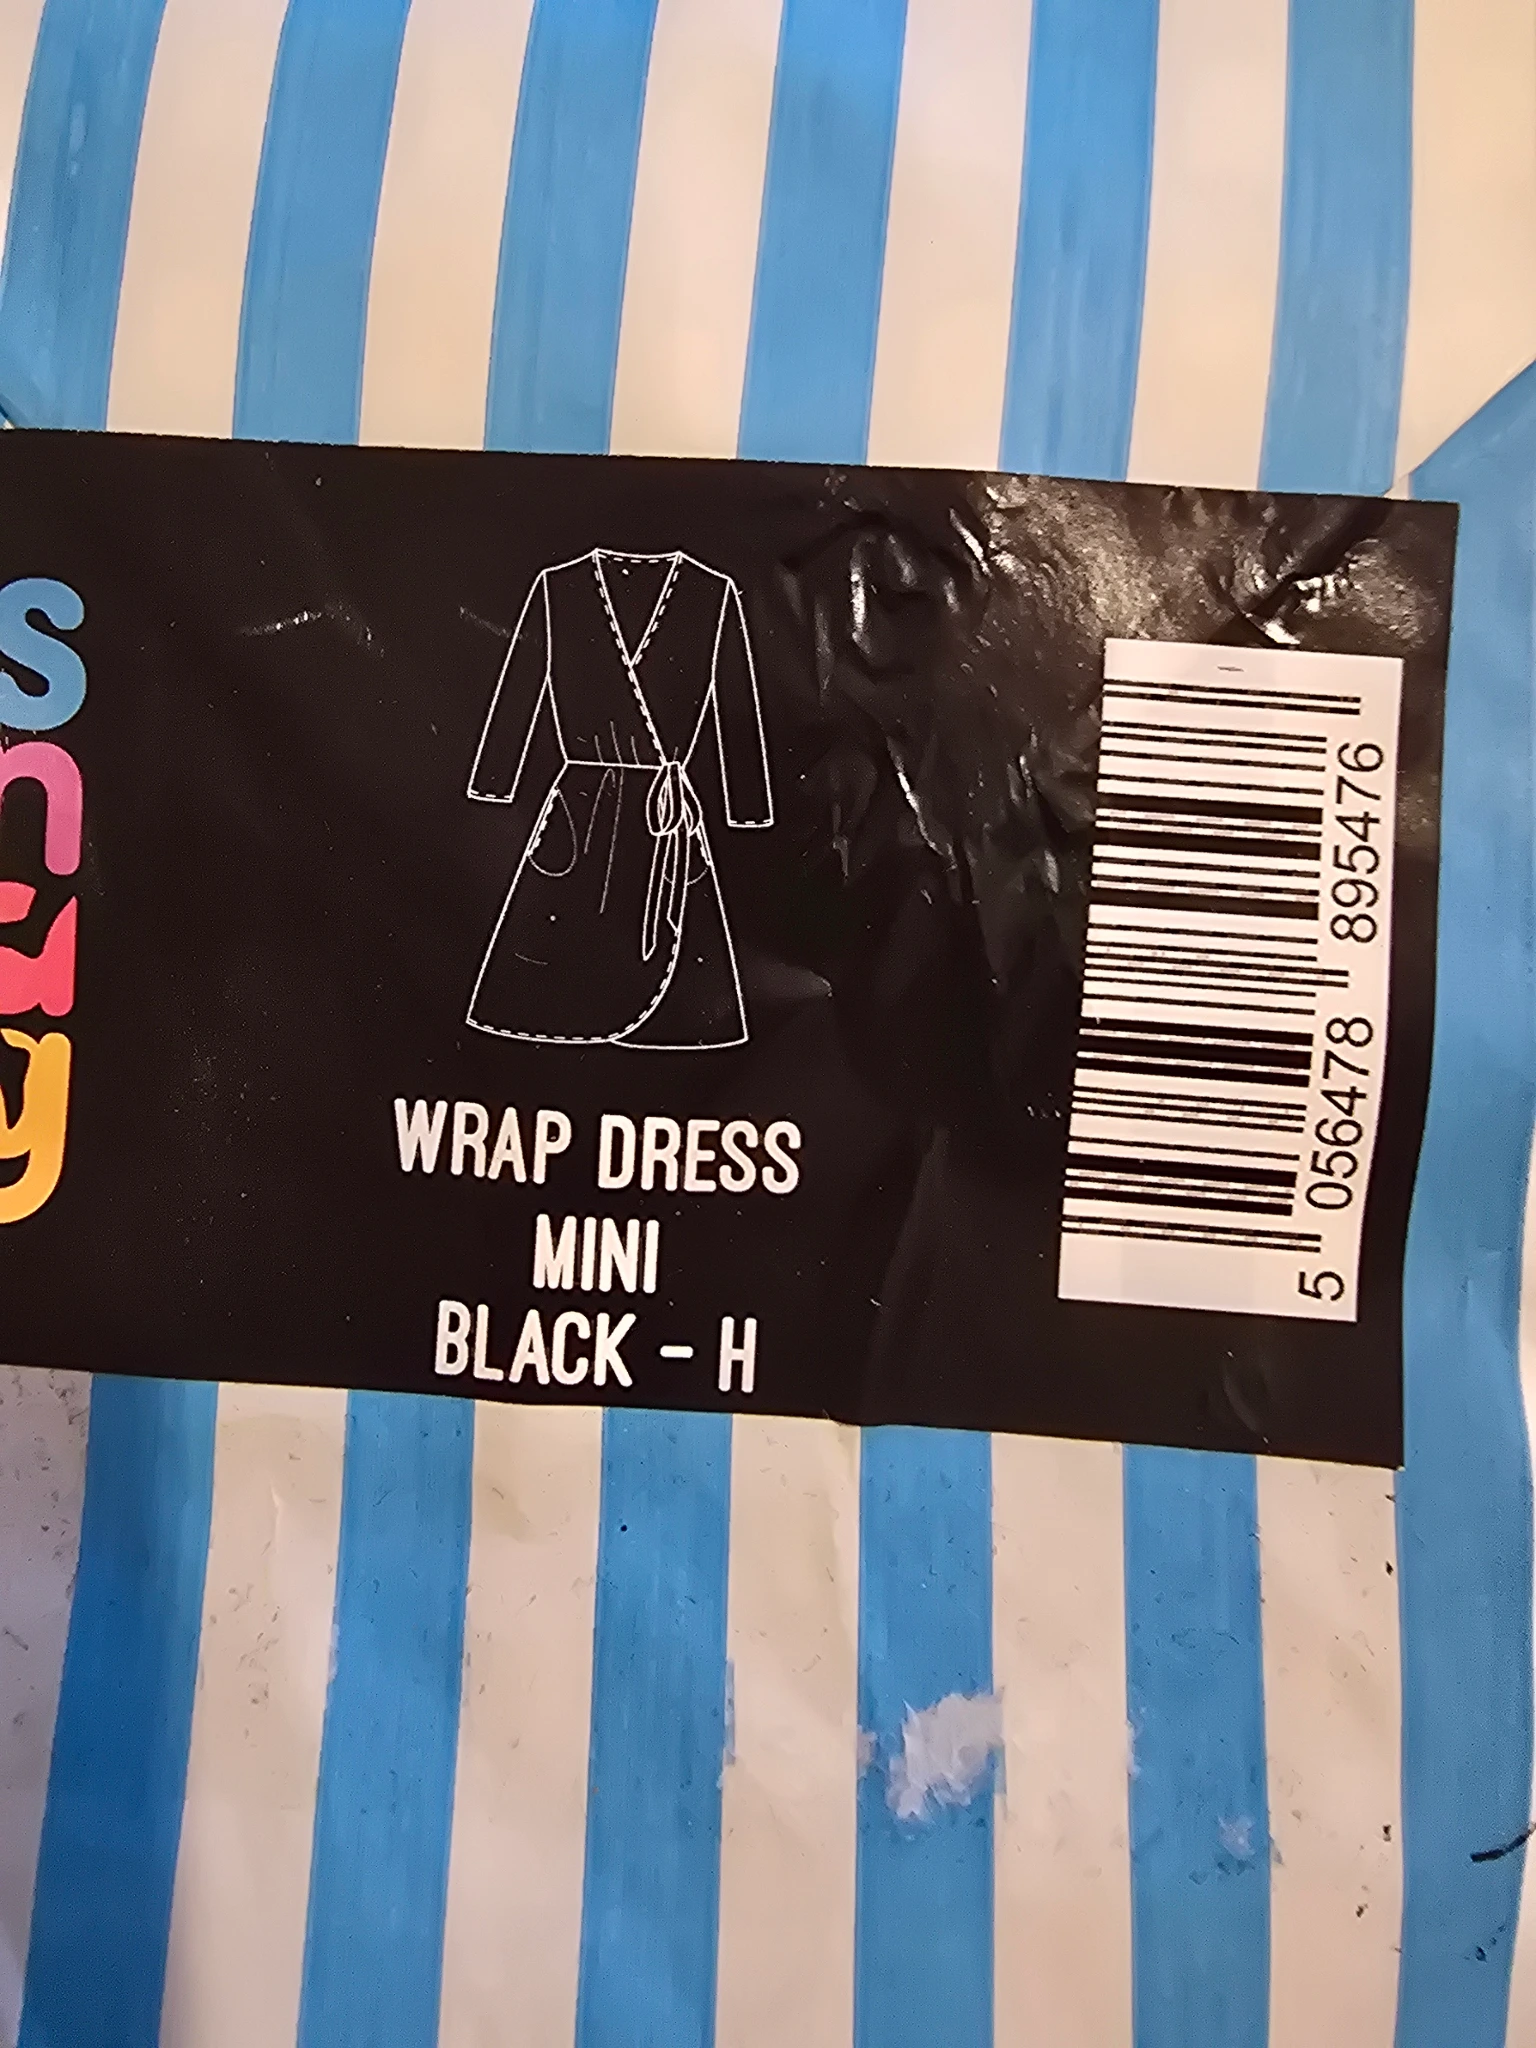 WRAP DRESS
MINI
BLACK - H
5 056478 895476